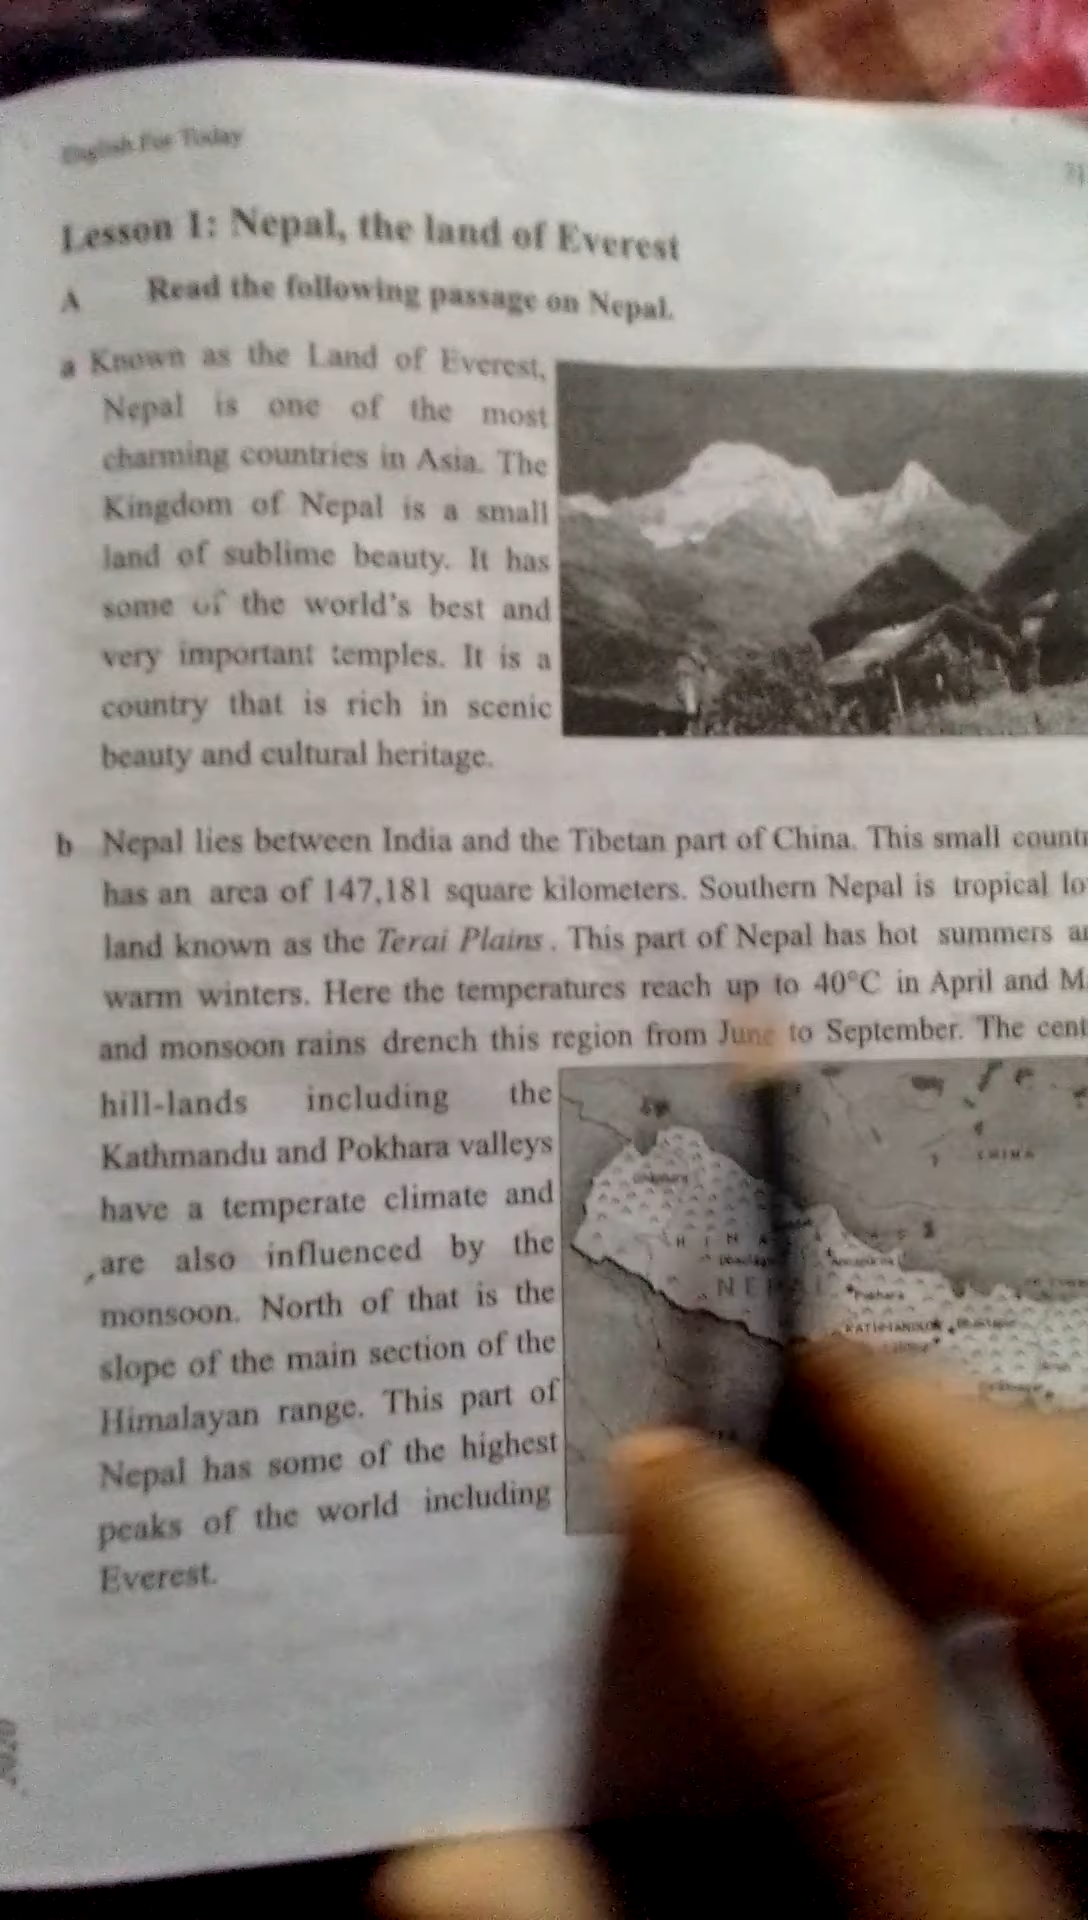 English For Today
Lesson 1: Nepal, the land of Everest
A Read the following passage on Nepal.
a Known as the Land of Everest,
Nepal is one of the most
charming countries in Asia. The
Kingdom of Nepal is a small
land of sublime beauty. It has
some of the world's best and
very important temples. It is a
country that is rich in scenic
beauty and cultural heritage.
b Nepal lies between India and the Tibetan part of China. This small
has an area of 147,181 square kilometers. Southern Nepal is tropical
land known as the Terai Plains. This part of Nepal has hot summers
warm winters. Here the temperatures reach up to 40°C in April and
and monsoon rains drench this region from June to September. The
hill-lands including the
Kathmandu and Pokhara valleys
have a temperate climate and
are also influenced by the
monsoon. North of that is the
slope of the main section of the
Himalayan range. This part of
Nepal has some of the highest
peaks of the world including
Everest.
CHINA
Annapurna
Pokhara
KATHMANDU
2020